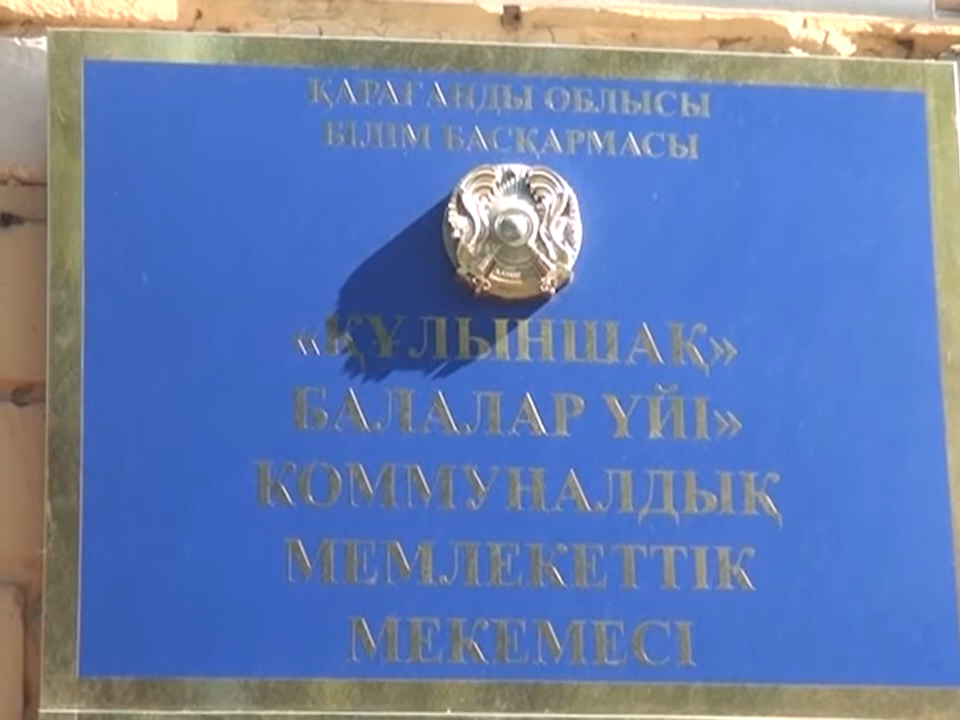 ҚАРАҒАНДЫ ОБЛЫСЫ
БІЛІМ БАСҚАРМАСЫ
«ҚҰЛЫНШАҚ»
БАЛАЛАР ҮЙІ»
КОММУНАЛДЫҚ
МЕМЛЕКЕТТІК
МЕКЕМЕСІ